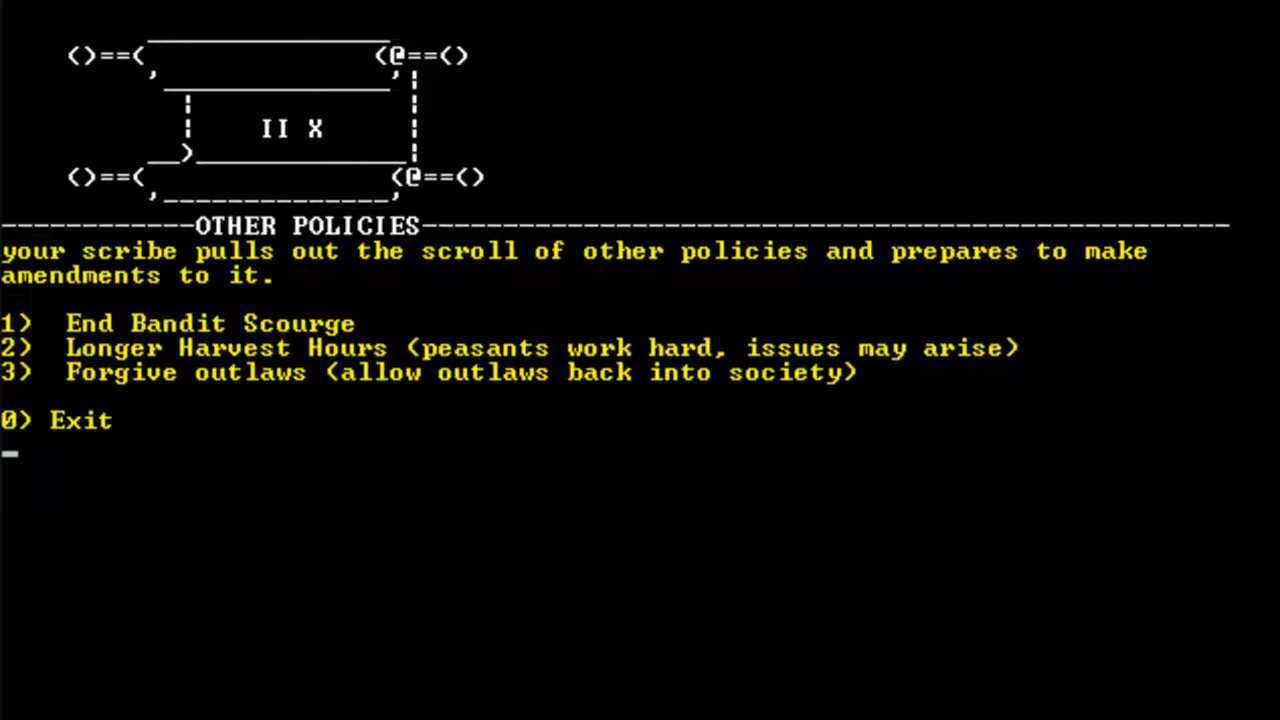 II X
OTHER POLICIES
your scribe pulls out the scroll of other policies and prepares to make
amendments to it.
1) End Bandit Scourge
2) Longer Harvest Hours (peasants work hard, issues may arise)
3) Forgive outlaws (allow outlaws back into society)
0) Exit